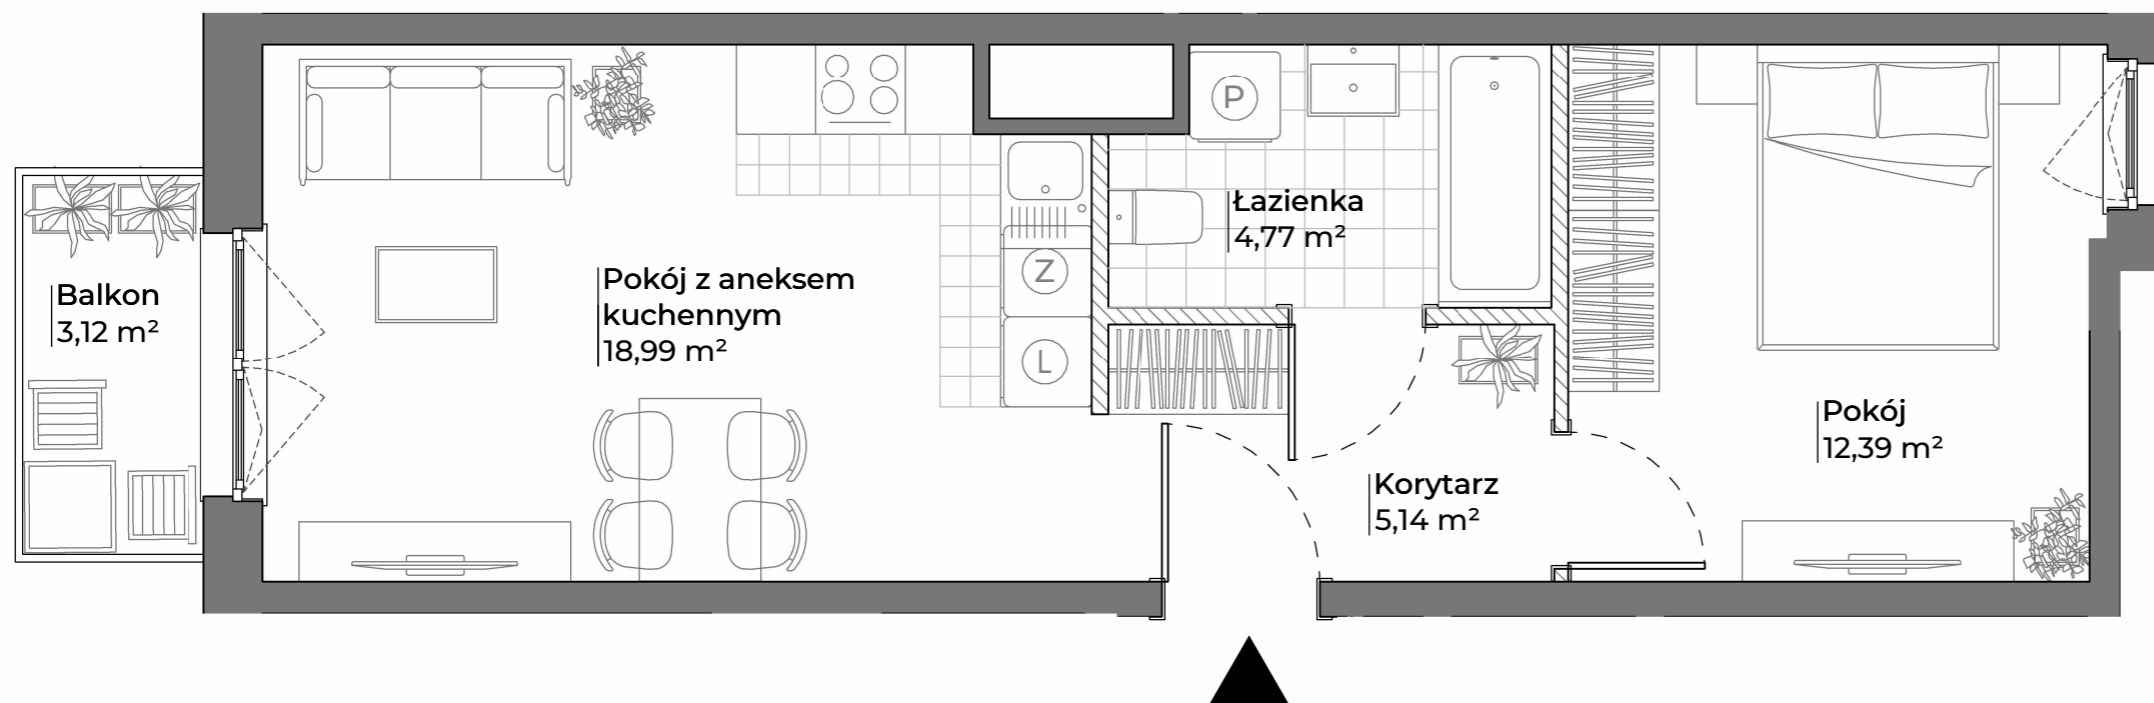 P
Łazienka
4,77 m²
Z
Pokój z aneksem
kuchennym
18,99 m²
Balkon
3,12 m²
L
Pokój
12,39 m²
Korytarz
5,14 m²